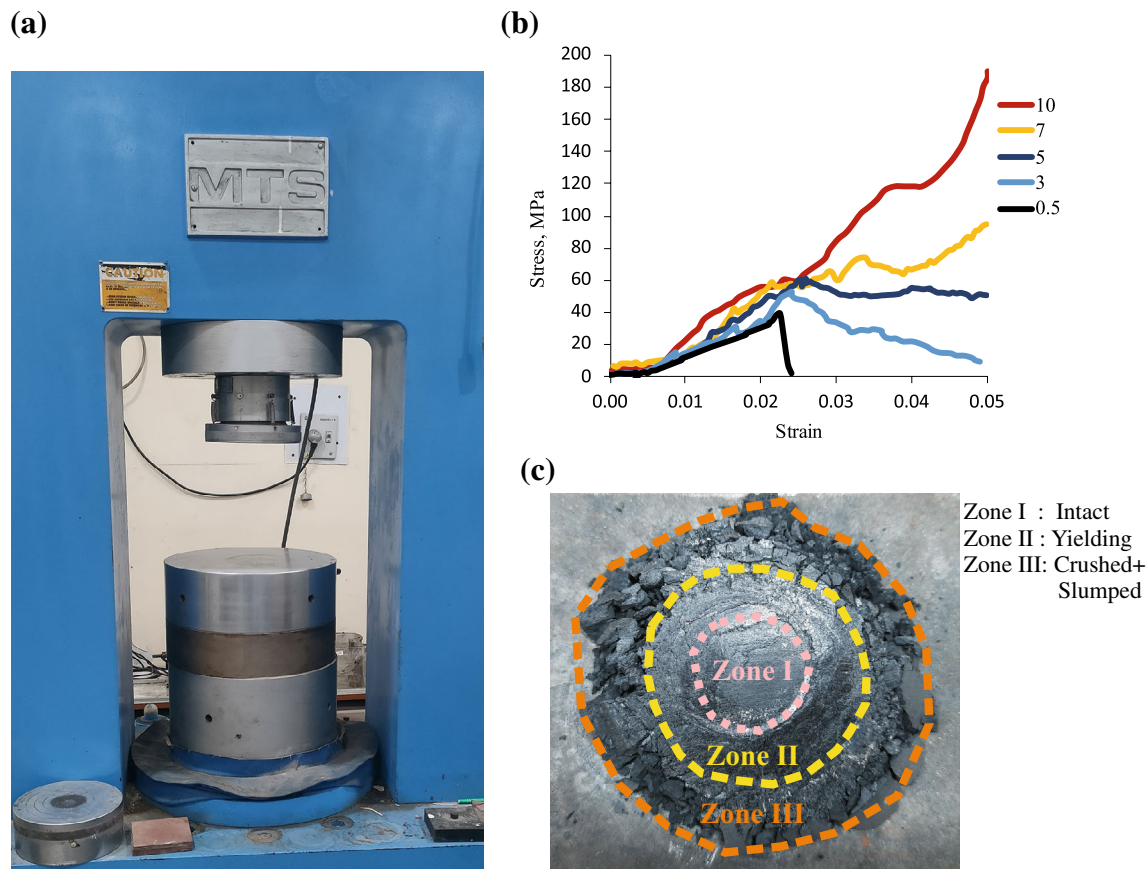 (a)
MTS
CAUTION
(b)
Stress, MPa
200
180
160
140
120
100
80
60
40
20
0
0.00 0.01 0.02 0.03 0.04 0.05
Strain
10
7
5
3
0.5
(c)
Zone I
Zone II
Zone III
Zone I : Intact
Zone II : Yielding
Zone III: Crushed+
Slumped